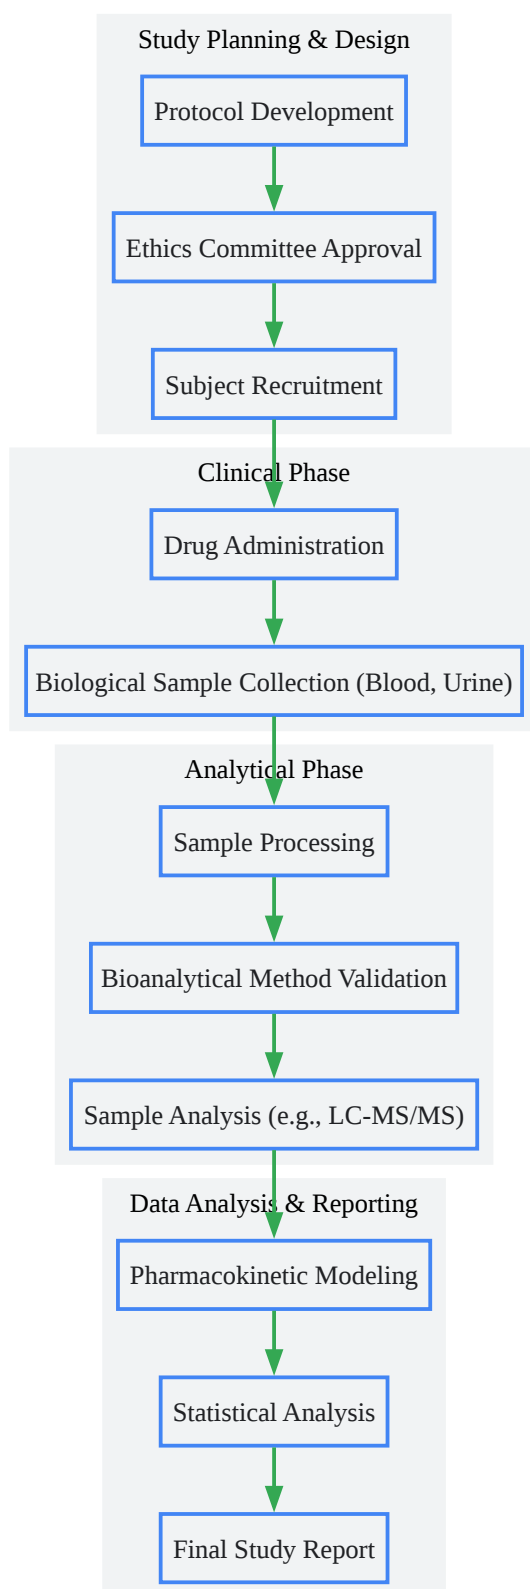 Study Planning & Design
Protocol Development
Ethics Committee Approval
Subject Recruitment
Clinical Phase
Drug Administration
Biological Sample Collection (Blood, Urine)
Analytical Phase
Sample Processing
Bioanalytical Method Validation
Sample Analysis (e.g., LC-MS/MS)
Data Analysis & Reporting
Pharmacokinetic Modeling
Statistical Analysis
Final Study Report